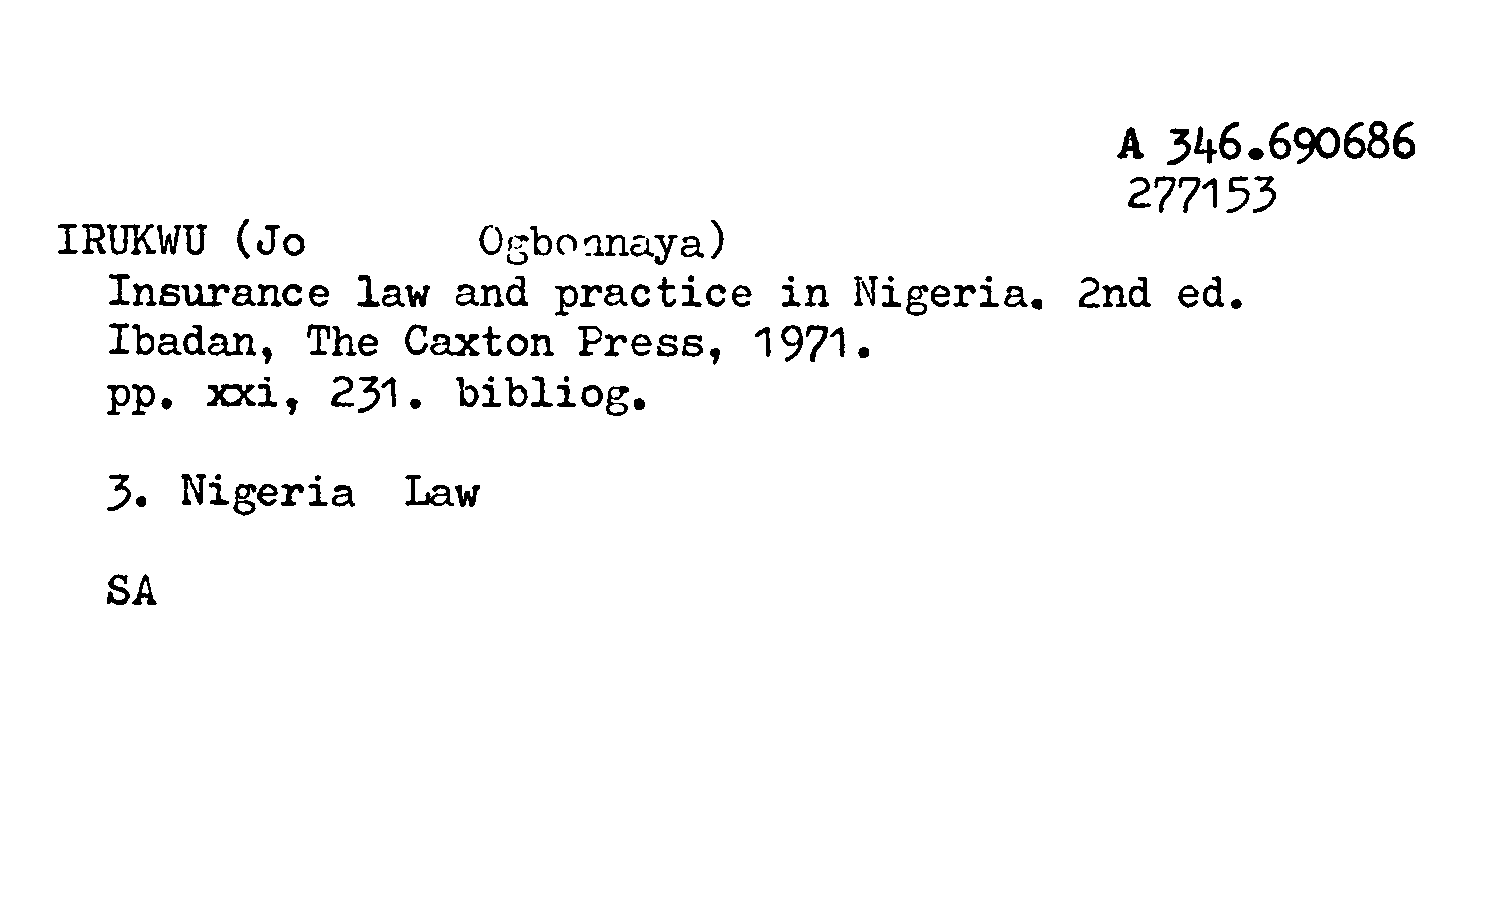 A 346.690686
277153
IRUKWU (Jo Ogbonnaya)
Insurance law and practice in Nigeria. 2nd ed.
Ibadan, The Caxton Press, 1971.
pp. xxi, 231. bibliog.
3. Nigeria Law
SA